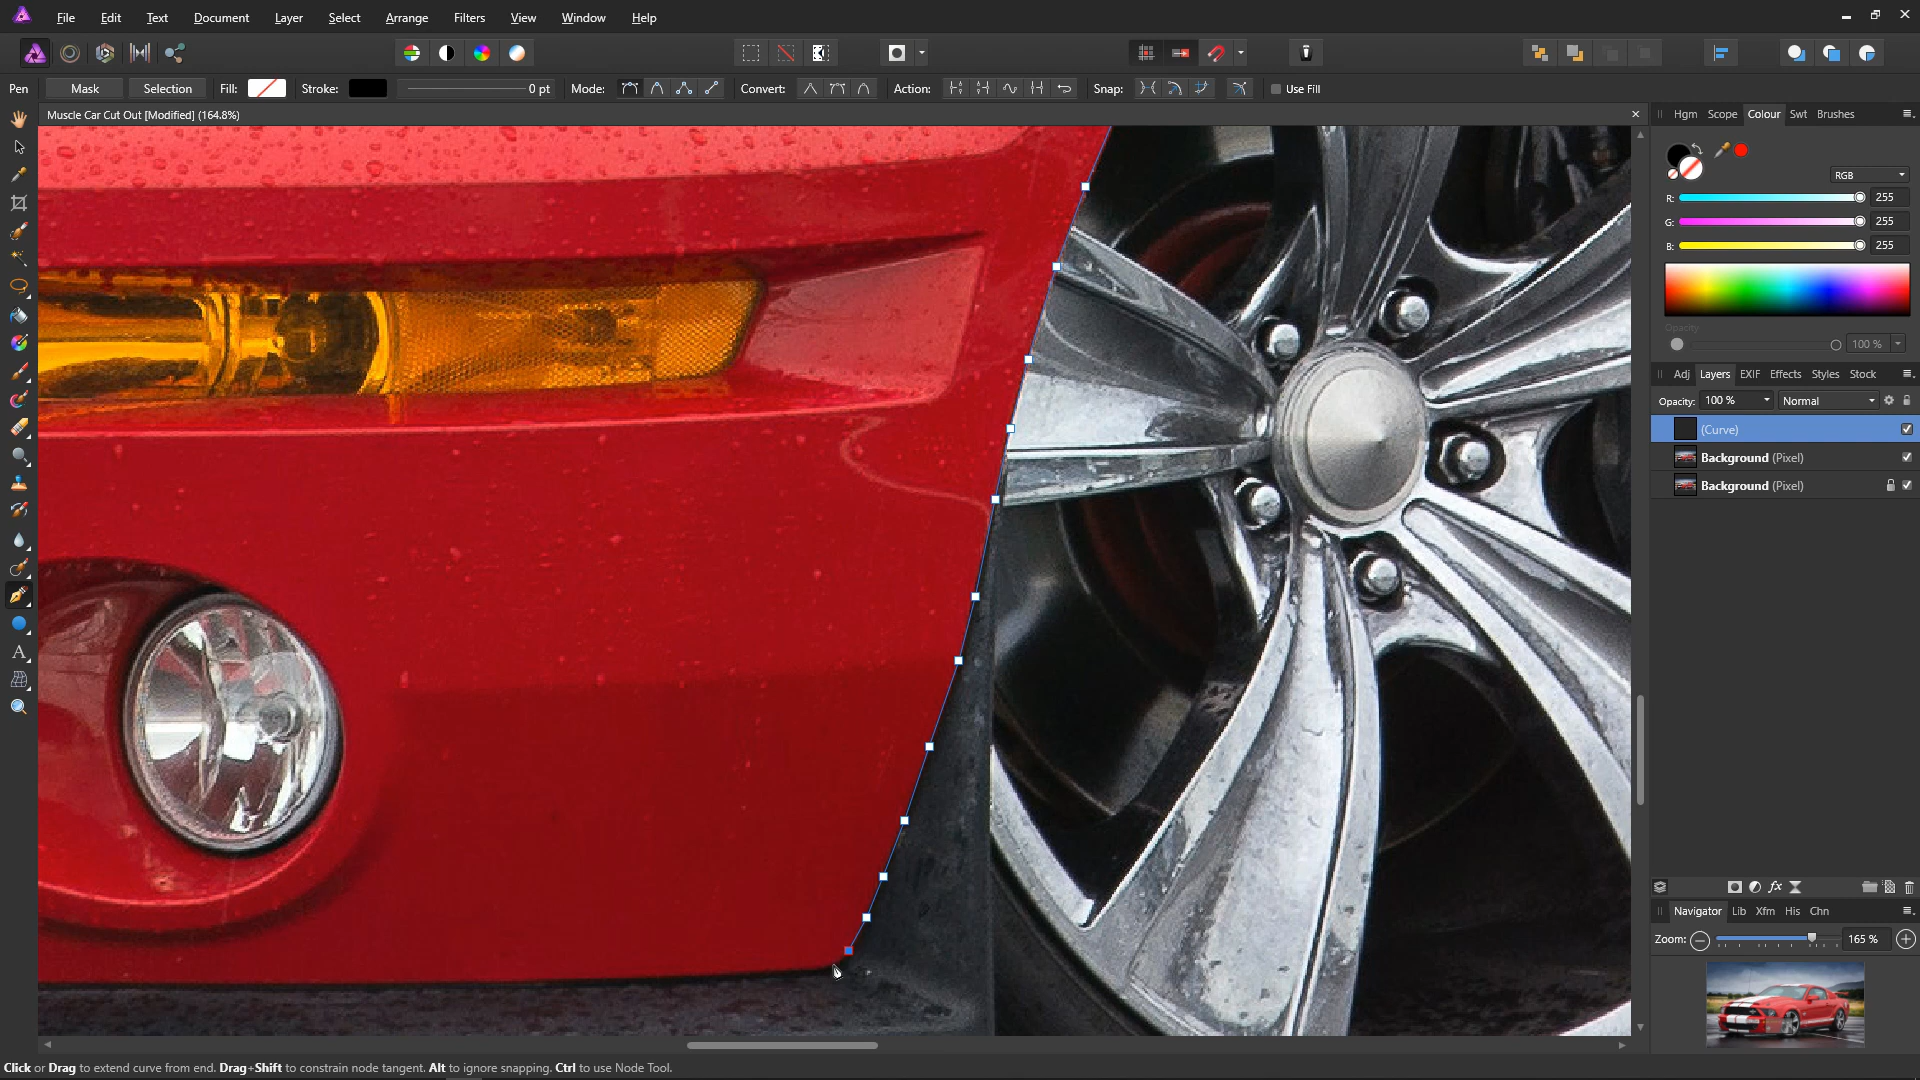 File Edit Text Document Layer Select Arrange Filters View Window Help
Pen Mask Selection Fill: Stroke: 0 pt Mode: Convert: Action: Snap: Use Fill
Muscle Car Cut Out [Modified] (164.8%)
Hgm Scope Colour Swt Brushes
RGB
R: 255
G: 255
B: 255
Opacity
100 %
Adj Layers EXIF Effects Styles Stock
Opacity: 100 % Normal
(Curve)
Background (Pixel)
Background (Pixel)
fx
Navigator Lib Xfm His Chn
Zoom: 165 %
Click or Drag to extend curve from end. Drag+Shift to constrain node tangent. Alt to ignore snapping. Ctrl to use Node Tool.